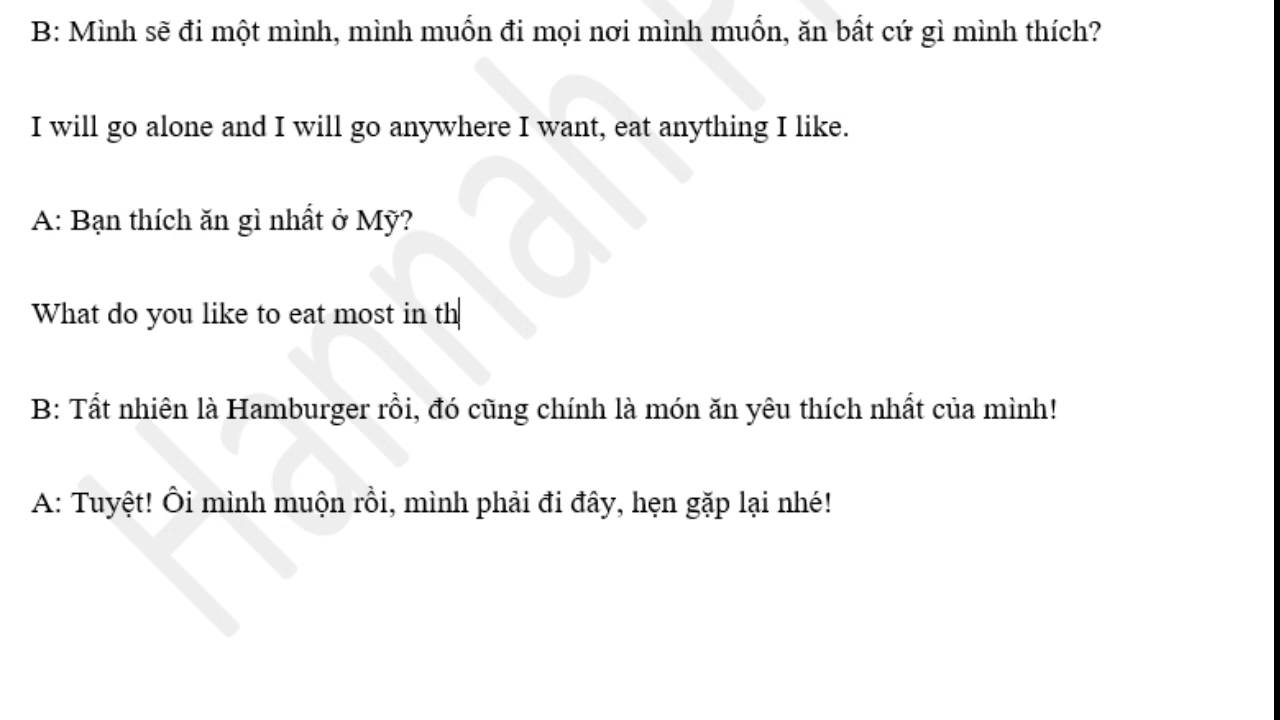 B: Mình sẽ đi một mình, mình muốn đi mọi nơi mình muốn, ăn bất cứ gì mình thích?
I will go alone and I will go anywhere I want, eat anything I like.
A: Bạn thích ăn gì nhất ở Mỹ?
What do you like to eat most in th
B: Tất nhiên là Hamburger rồi, đó cũng chính là món ăn yêu thích nhất của mình!
A: Tuyệt! Ôi mình muộn rồi, mình phải đi đây, hẹn gặp lại nhé!
Hannah